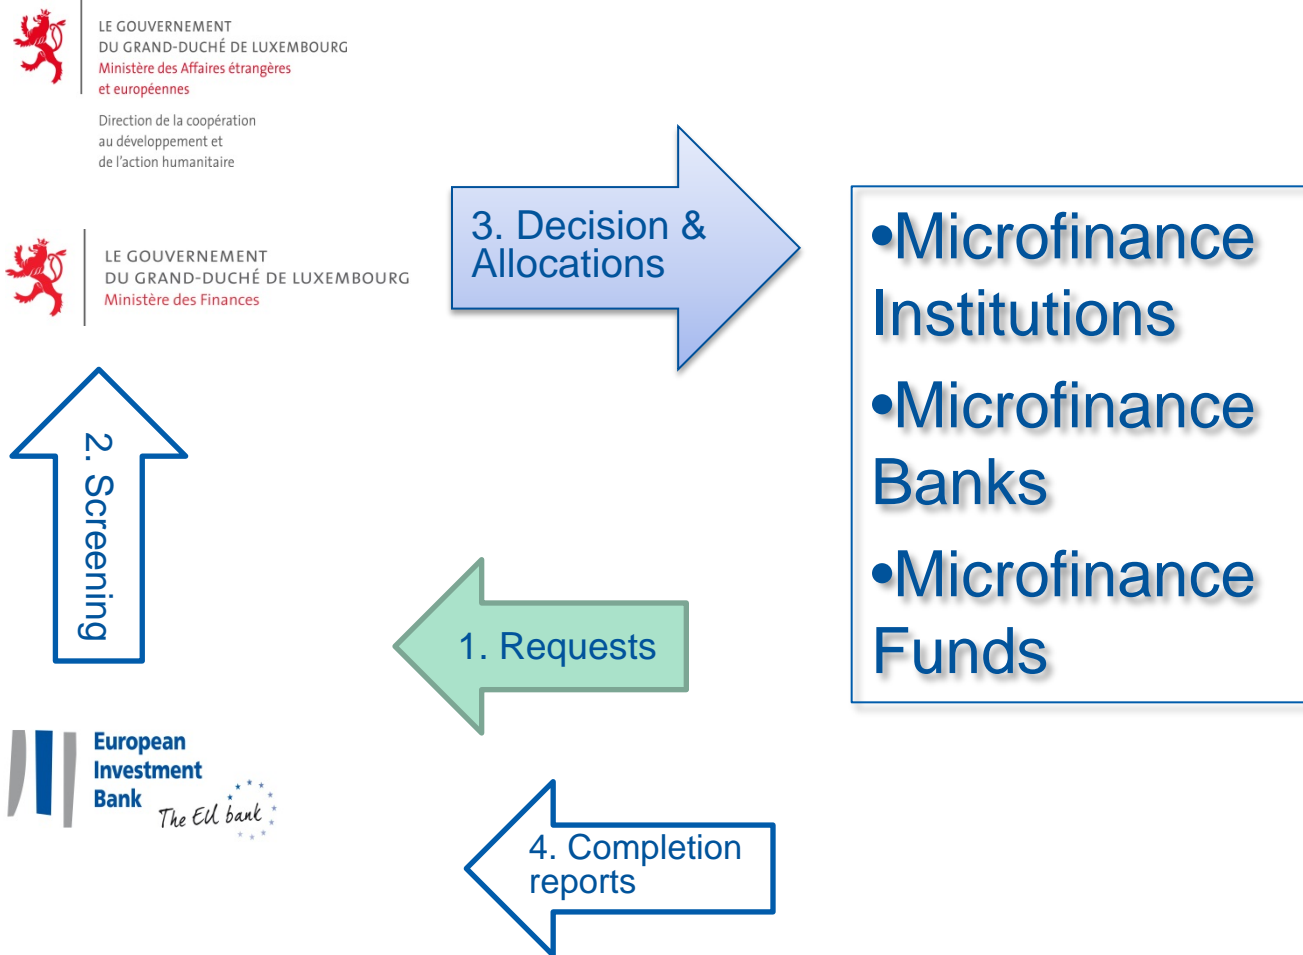 LE GOUVERNEMENT
DU GRAND-DUCHÉ DE LUXEMBOURG
Ministère des Affaires étrangères
et européennes
Direction de la coopération
au développement et
de l'action humanitaire
LE GOUVERNEMENT
DU GRAND-DUCHÉ DE LUXEMBOURG
Ministère des Finances
3. Decision &
Allocations
•Microfinance
Institutions
•Microfinance
Banks
•Microfinance
Funds
2. Screening
1. Requests
European
Investment
Bank
The EU bank
4. Completion
reports